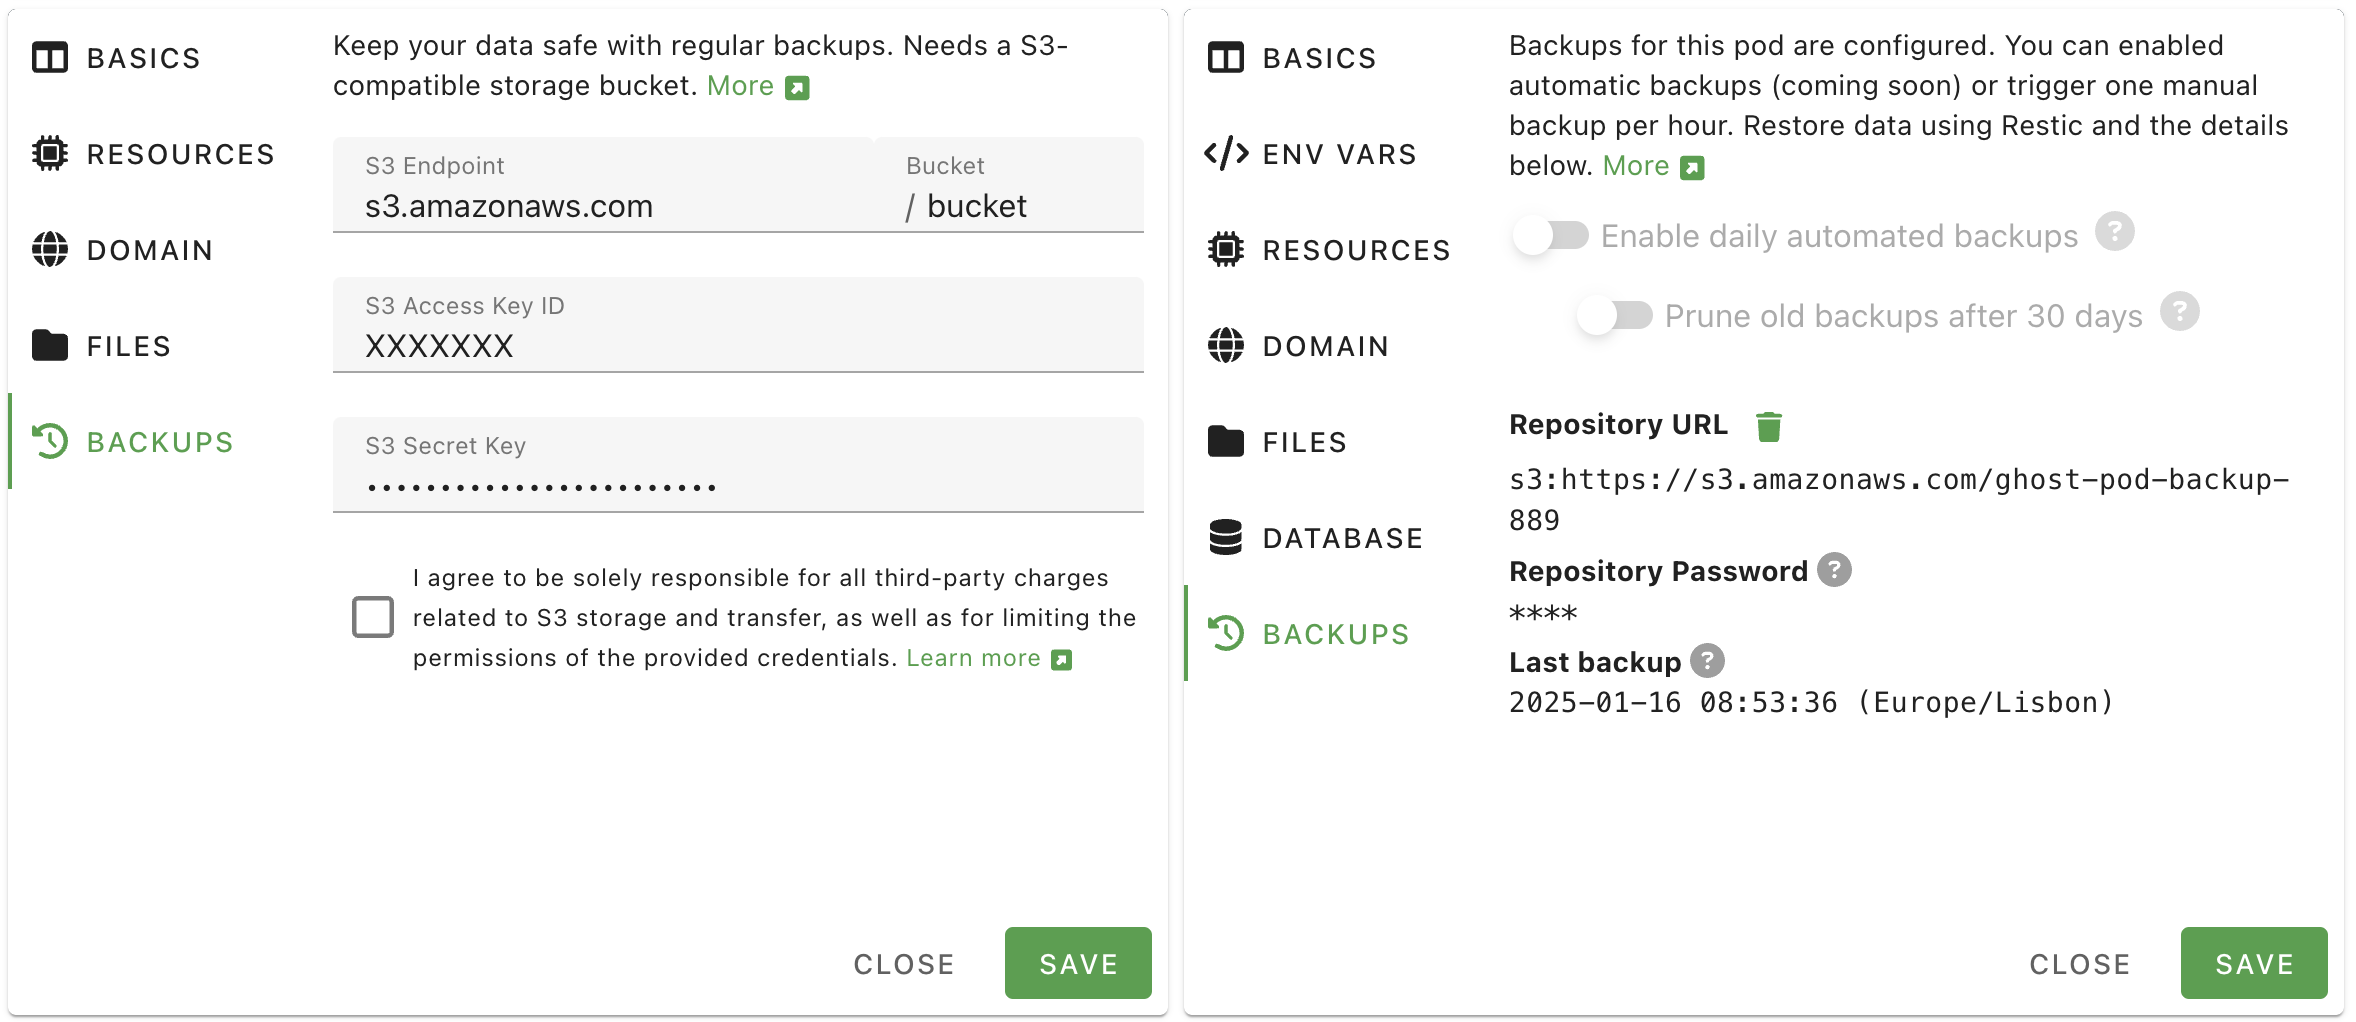 BASICS
RESOURCES
DOMAIN
FILES
BACKUPS
Keep your data safe with regular backups. Needs a S3-
compatible storage bucket. More
S3 Endpoint
s3.amazonaws.com
Bucket
/ bucket
S3 Access Key ID
XXXXXXX
S3 Secret Key
••••••••••••••••••••••••
I agree to be solely responsible for all third-party charges
related to S3 storage and transfer, as well as for limiting the
permissions of the provided credentials. Learn more
CLOSE
SAVE
BASICS
ENV VARS
RESOURCES
DOMAIN
FILES
DATABASE
BACKUPS
Backups for this pod are configured. You can enabled
automatic backups (coming soon) or trigger one manual
backup per hour. Restore data using Restic and the details
below. More
Enable daily automated backups ?
Prune old backups after 30 days ?
Repository URL
s3:https://s3.amazonaws.com/ghost-pod-backup-
889
Repository Password ?
****
Last backup ?
2025-01-16 08:53:36 (Europe/Lisbon)
CLOSE
SAVE